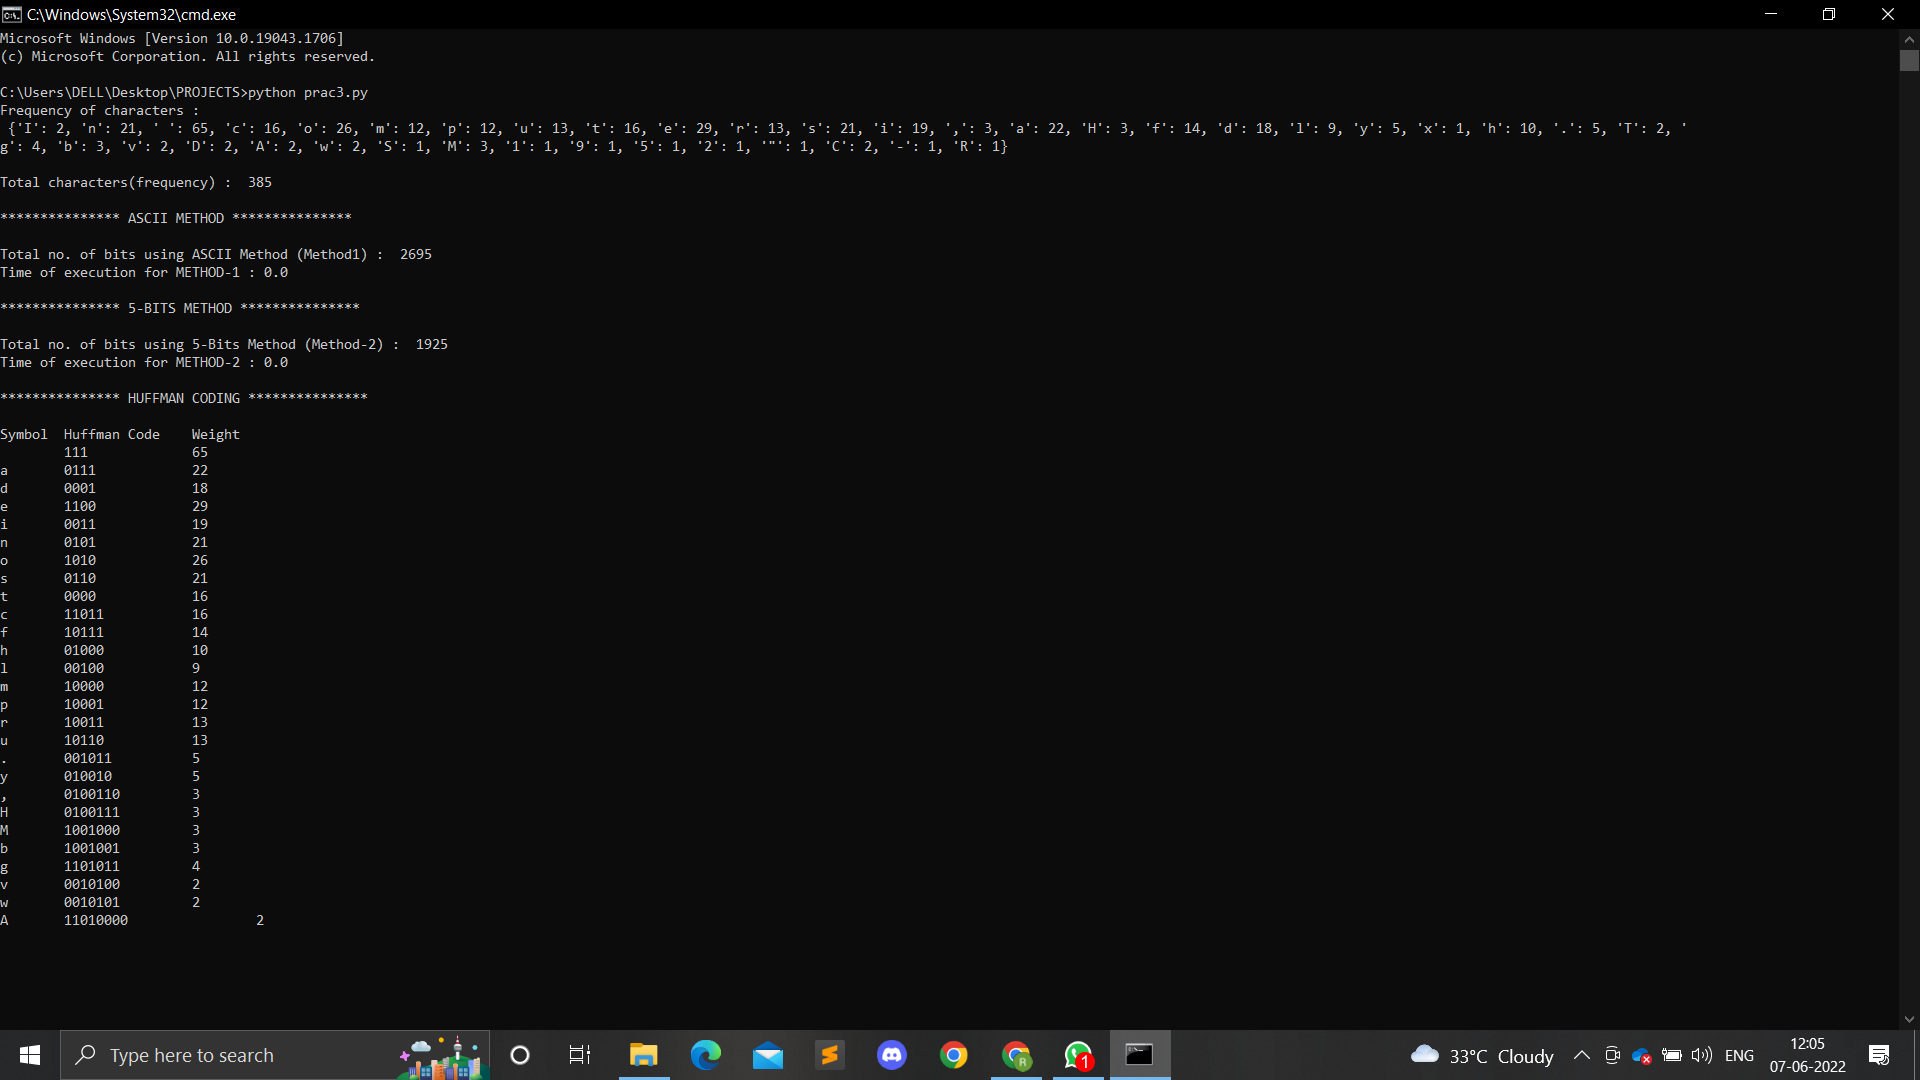 C:\Windows\System32\cmd.exe
Microsoft Windows [Version 10.0.19043.1706]
(c) Microsoft Corporation. All rights reserved.
C:\Users\DELL\Desktop\PROJECTS>python prac3.py
Frequency of characters :
{'I': 2, 'n': 21, ' ': 65, 'c': 16, 'o': 26, 'm': 12, 'p': 12, 'u': 13, 't': 16, 'e': 29, 'r': 13, 's': 21, 'i': 19, ',': 3, 'a': 22, 'H': 3, 'f': 14, 'd': 18, 'l': 9, 'y': 5, 'x': 1, 'h': 10, '.': 5, 'T': 2, '
g': 4, 'b': 3, 'v': 2, 'D': 2, 'A': 2, 'w': 2, 'S': 1, 'M': 3, '1': 1, '9': 1, '5': 1, '2': 1, '"': 1, 'C': 2, '-': 1, 'R': 1}
Total characters(frequency) :  385
*************** ASCII METHOD ***************
Total no. of bits using ASCII Method (Method1) :  2695
Time of execution for METHOD-1 : 0.0
*************** 5-BITS METHOD ***************
Total no. of bits using 5-Bits Method (Method-2) :  1925
Time of execution for METHOD-2 : 0.0
*************** HUFFMAN CODING ***************
Symbol  Huffman Code    Weight
        111             65
a       0111            22
d       0001            18
e       1100            29
i       0011            19
n       0101            21
o       1010            26
s       0110            21
t       0000            16
c       11011           16
f       10111           14
h       01000           10
l       00100           9
m       10000           12
p       10001           12
r       10011           13
u       10110           13
.       001011          5
y       010010          5
,       0100110         3
H       0100111         3
M       1001000         3
b       1001001         3
g       1101011         4
v       0010100         2
w       0010101         2
A       11010000                2
Type here to search
R
1
33°C Cloudy
ENG
12:05
07-06-2022